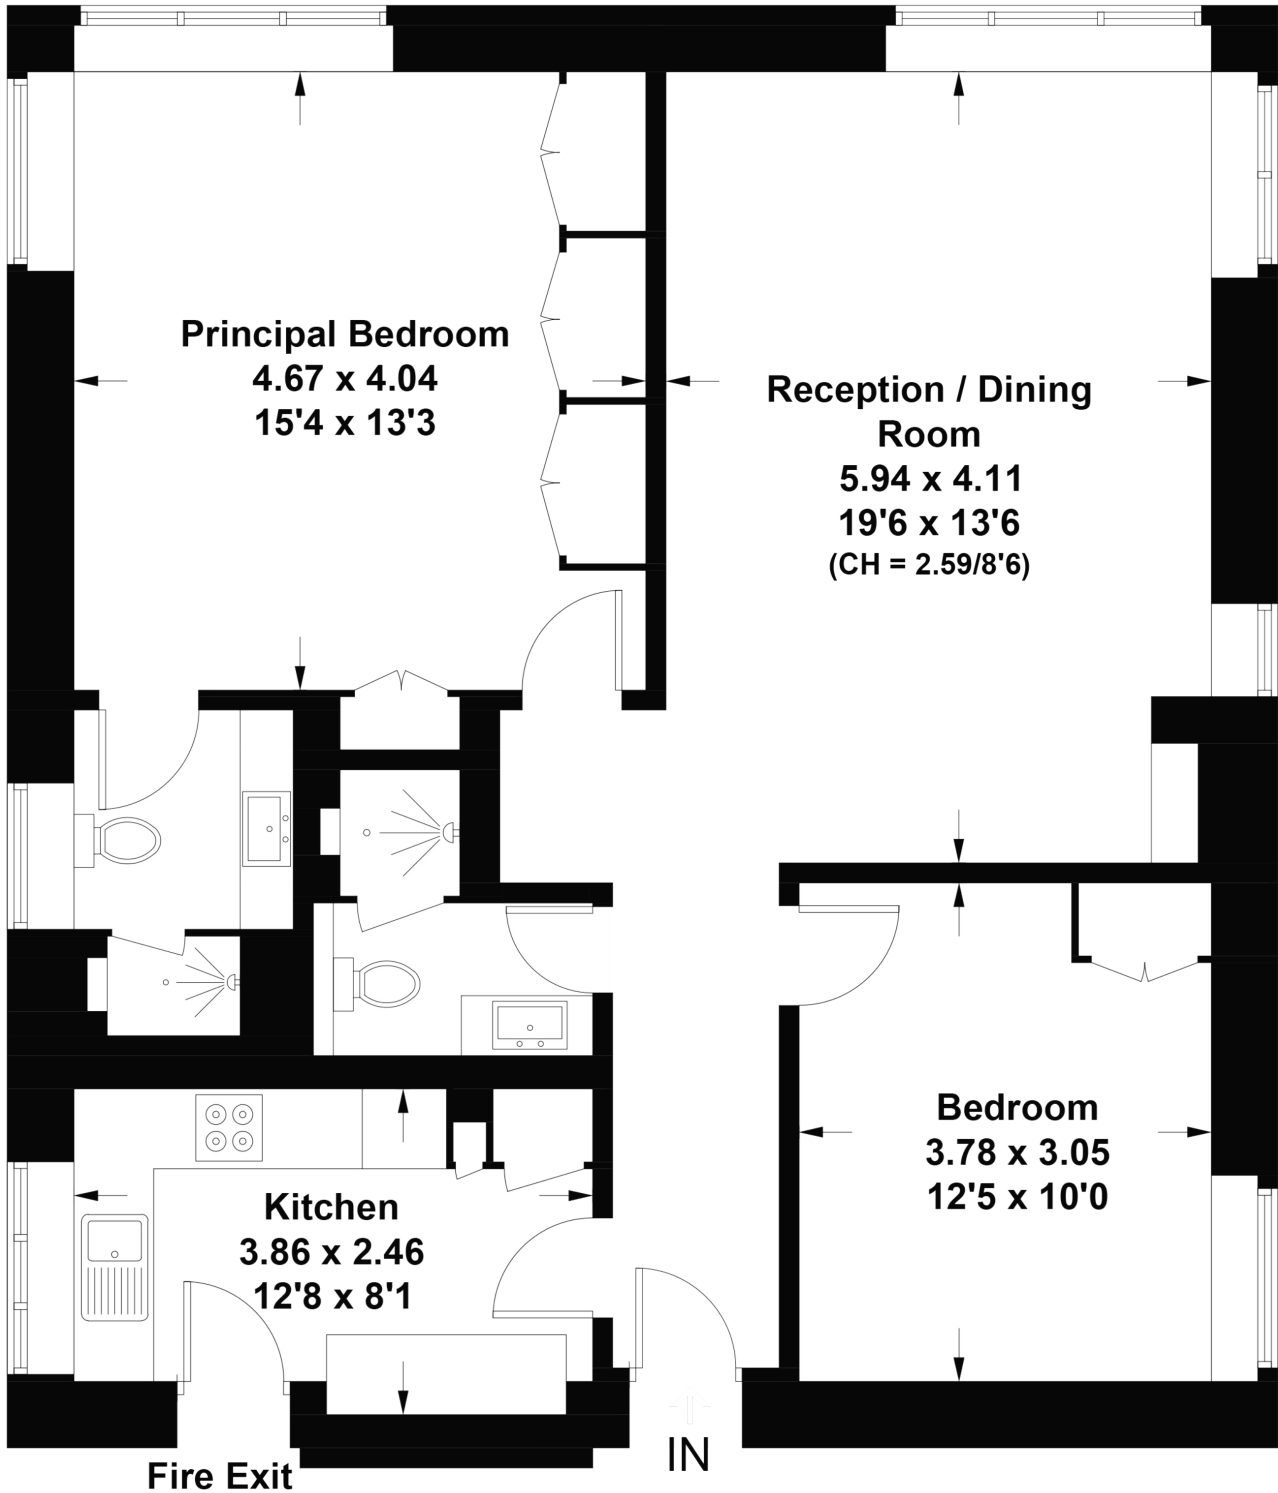 Principal Bedroom
4.67 x 4.04
15'4 x 13'3
Reception / Dining
Room
5.94 x 4.11
19'6 x 13'6
(CH = 2.59/8'6)
Bedroom
3.78 x 3.05
12'5 x 10'0
Kitchen
3.86 x 2.46
12'8 x 8'1
IN
Fire Exit